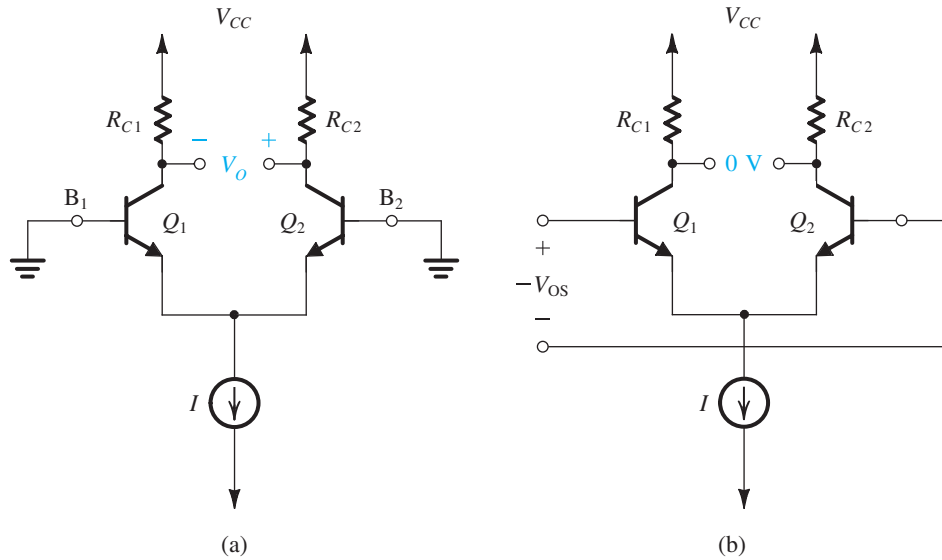 V_CC
R_C1
R_C2
− V_O +
B_1
Q_1
Q_2
B_2
I
(a)
V_CC
R_C1
R_C2
0 V
Q_1
Q_2
+
−V_OS
−
I
(b)